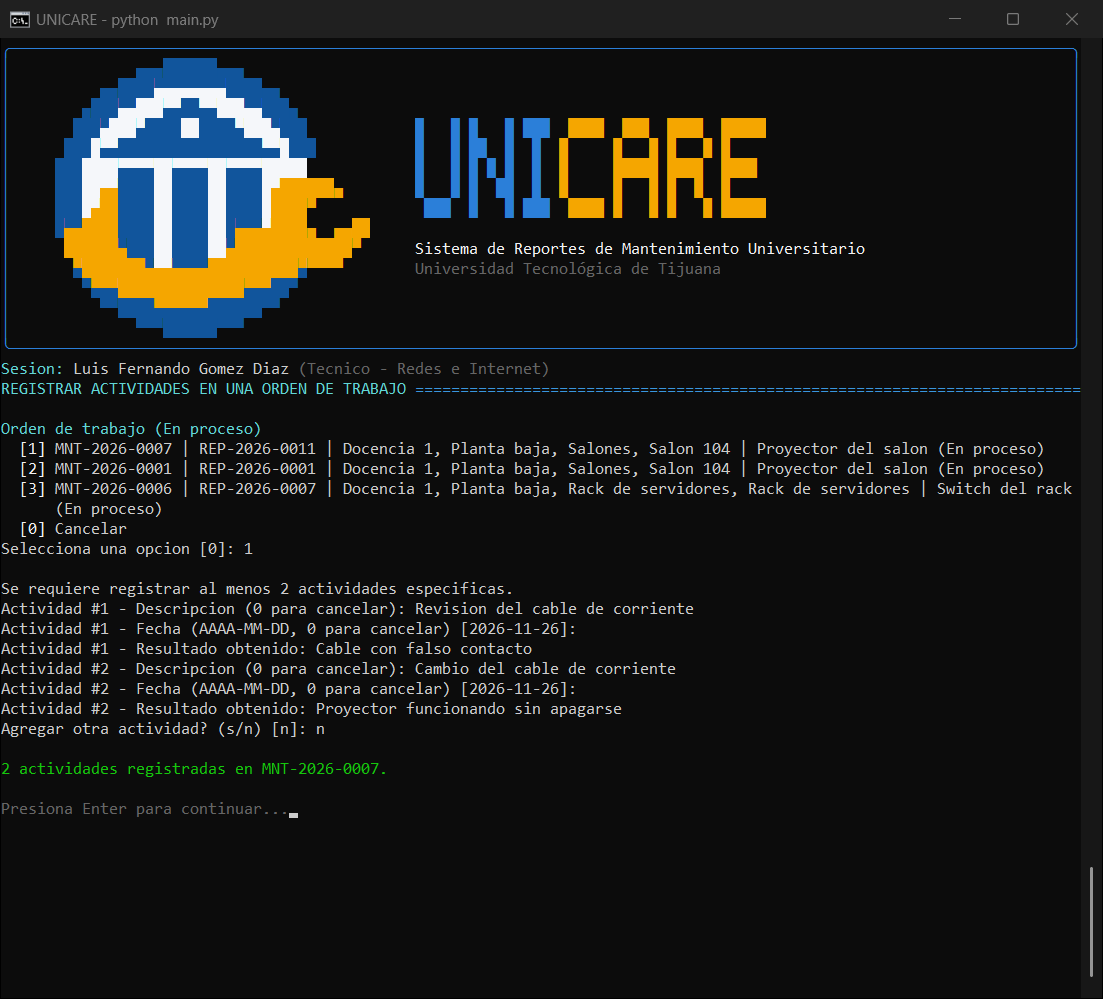 UNICARE - python  main.py
UNICARE
Sistema de Reportes de Mantenimiento Universitario
Universidad Tecnológica de Tijuana
Sesion: Luis Fernando Gomez Diaz (Tecnico - Redes e Internet)
REGISTRAR ACTIVIDADES EN UNA ORDEN DE TRABAJO ==========================================================================
Orden de trabajo (En proceso)
[1] MNT-2026-0007 | REP-2026-0011 | Docencia 1, Planta baja, Salones, Salon 104 | Proyector del salon (En proceso)
[2] MNT-2026-0001 | REP-2026-0001 | Docencia 1, Planta baja, Salones, Salon 104 | Proyector del salon (En proceso)
[3] MNT-2026-0006 | REP-2026-0007 | Docencia 1, Planta baja, Rack de servidores, Rack de servidores | Switch del rack
(En proceso)
[0] Cancelar
Selecciona una opcion [0]: 1
Se requiere registrar al menos 2 actividades especificas.
Actividad #1 - Descripcion (0 para cancelar): Revision del cable de corriente
Actividad #1 - Fecha (AAAA-MM-DD, 0 para cancelar) [2026-11-26]:
Actividad #1 - Resultado obtenido: Cable con falso contacto
Actividad #2 - Descripcion (0 para cancelar): Cambio del cable de corriente
Actividad #2 - Fecha (AAAA-MM-DD, 0 para cancelar) [2026-11-26]:
Actividad #2 - Resultado obtenido: Proyector funcionando sin apagarse
Agregar otra actividad? (s/n) [n]: n
2 actividades registradas en MNT-2026-0007.
Presiona Enter para continuar...